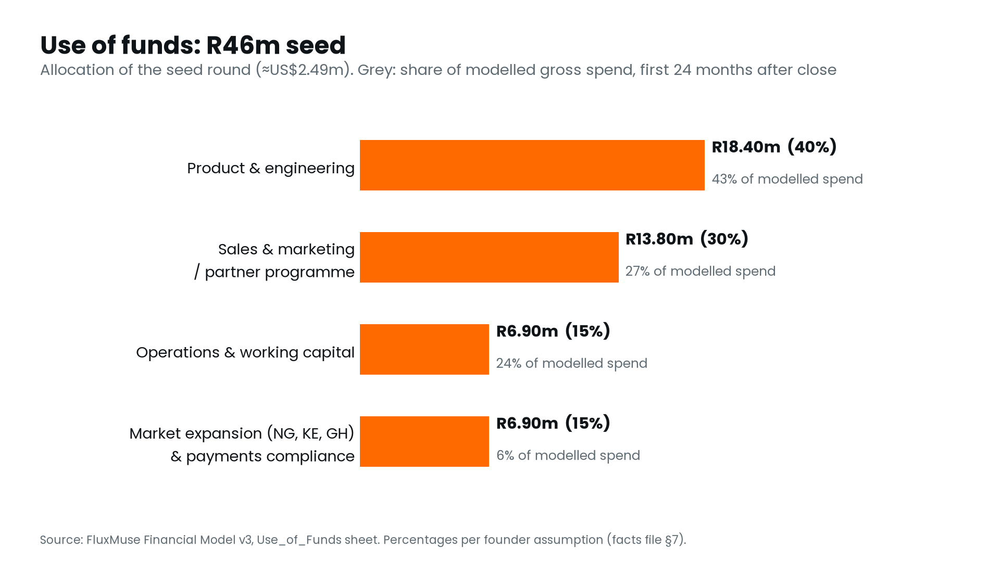 Use of funds: R46m seed
Allocation of the seed round (≈US$2.49m). Grey: share of modelled gross spend, first 24 months after close
Product & engineering
R18.40m (40%)
43% of modelled spend
Sales & marketing
/ partner programme
R13.80m (30%)
27% of modelled spend
Operations & working capital
R6.90m (15%)
24% of modelled spend
Market expansion (NG, KE, GH)
& payments compliance
R6.90m (15%)
6% of modelled spend
Source: FluxMuse Financial Model v3, Use_of_Funds sheet. Percentages per founder assumption (facts file §7).